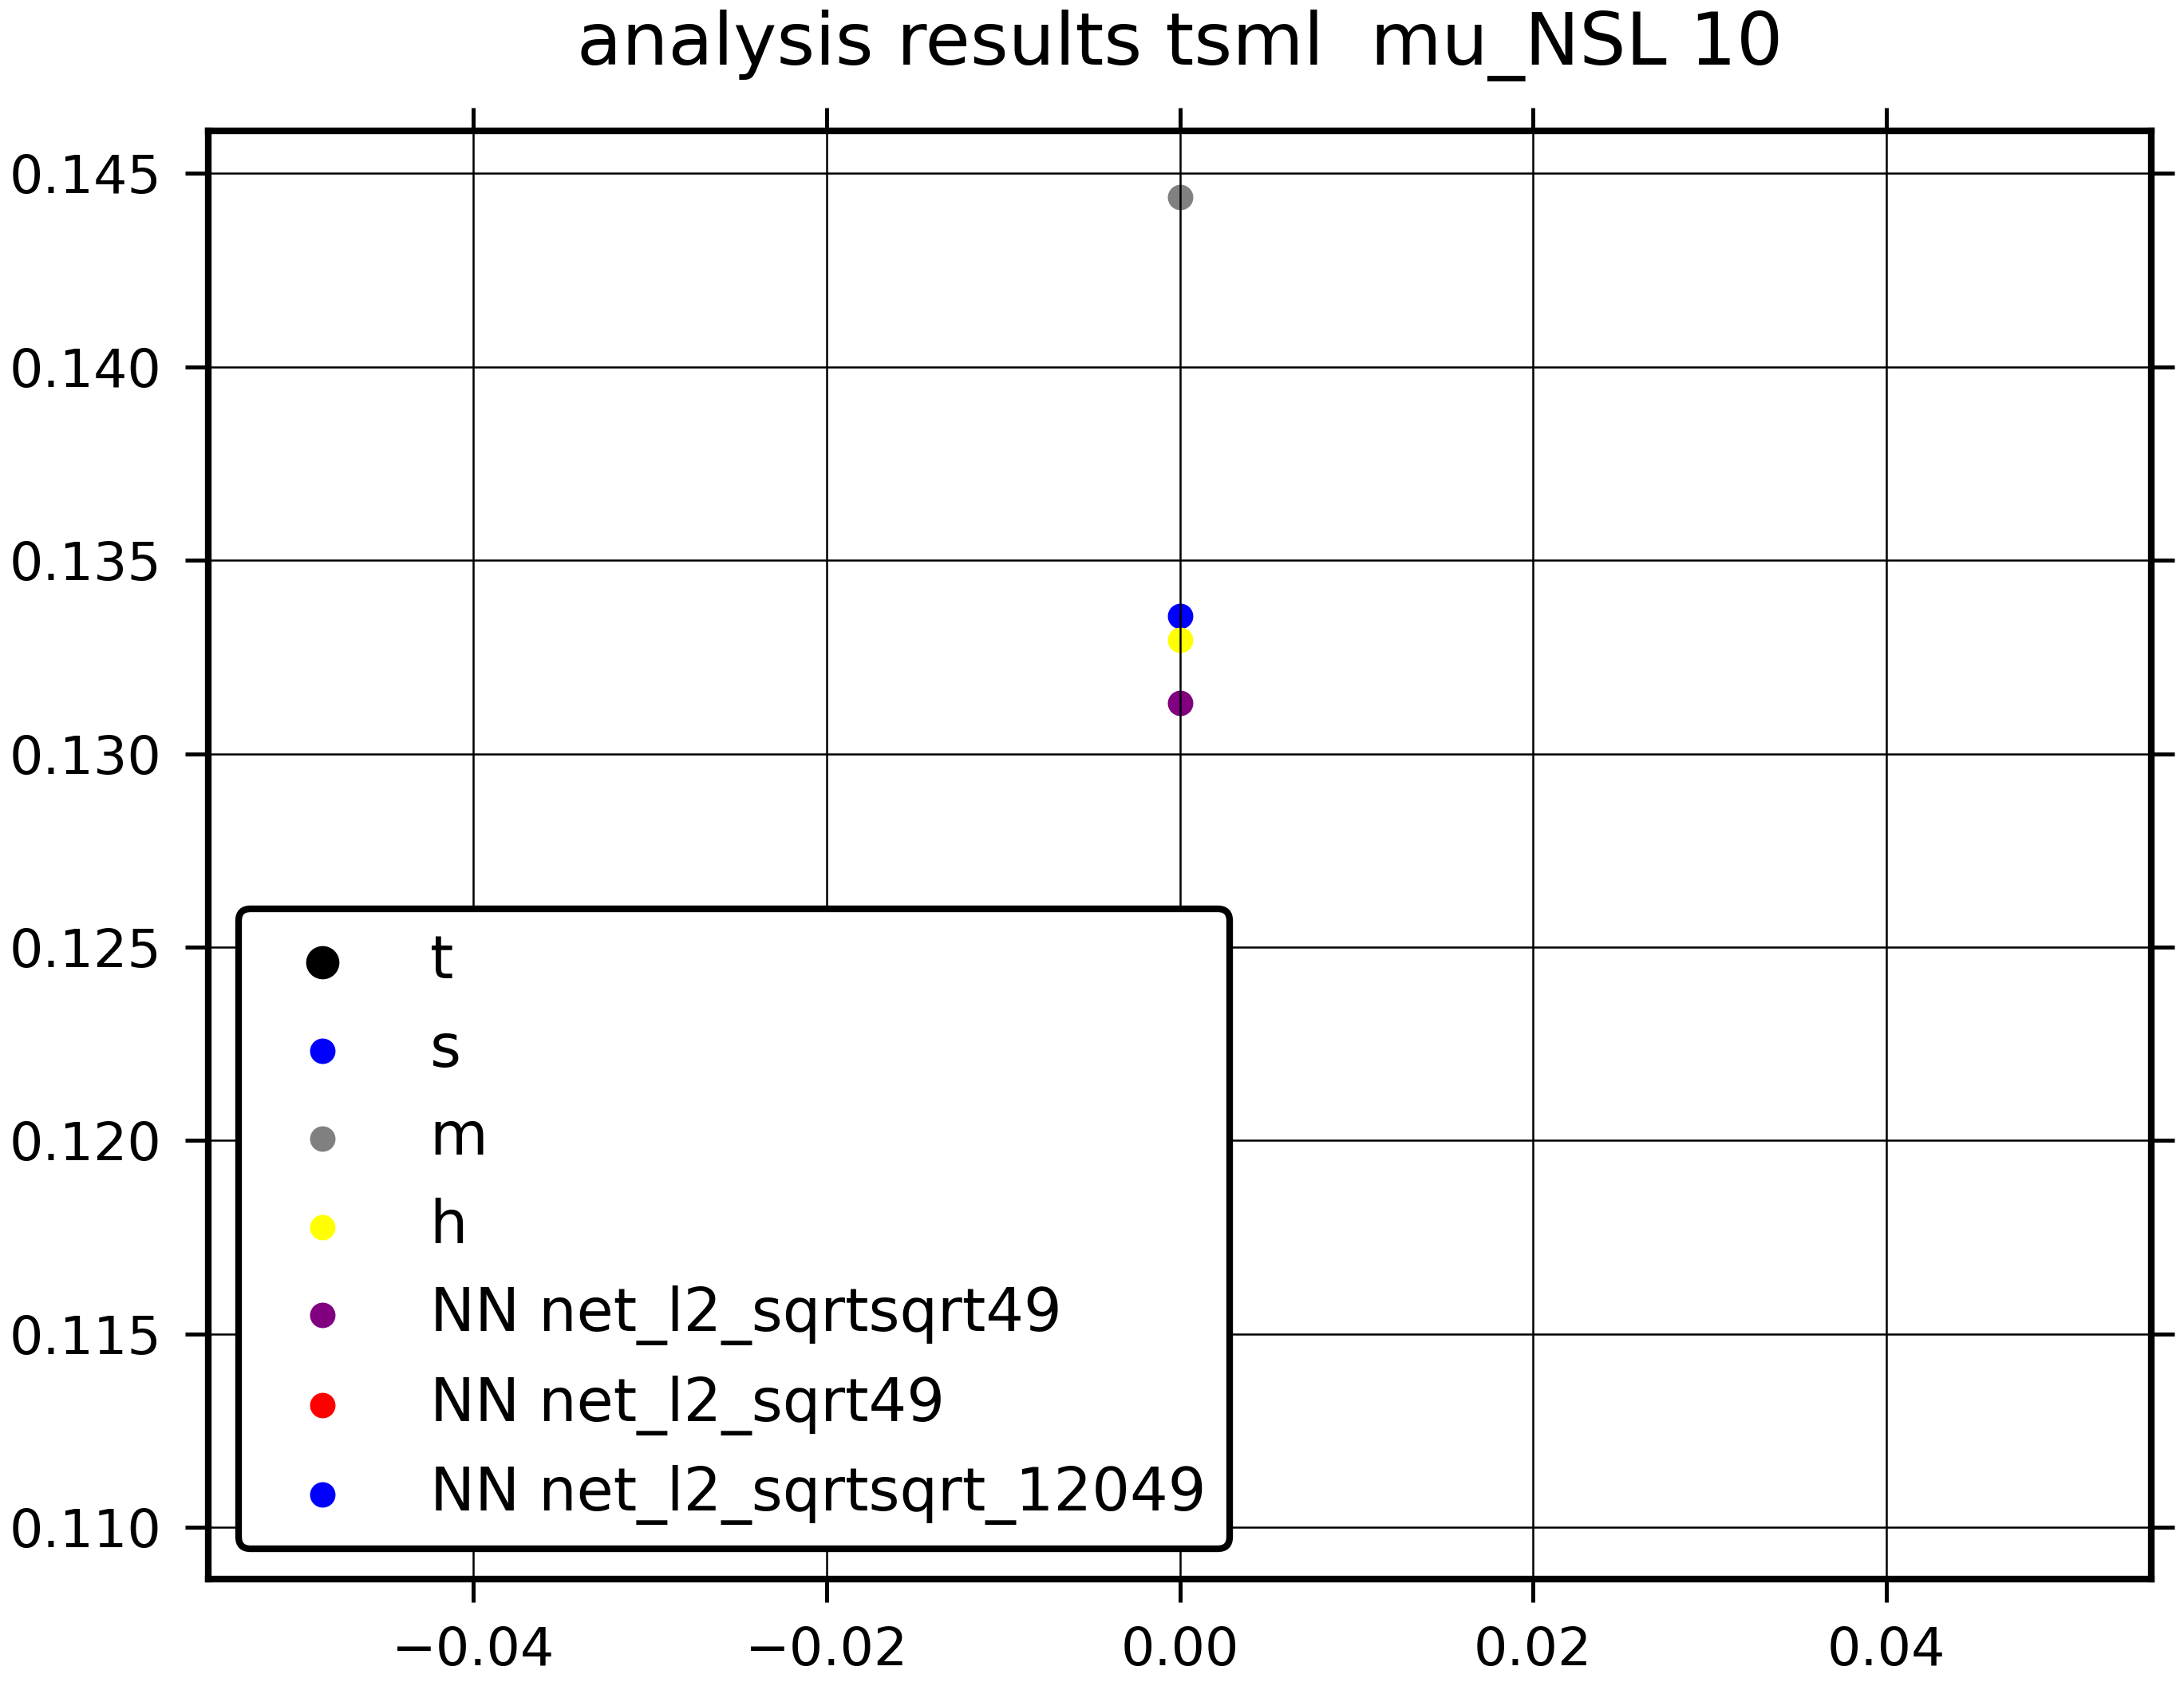 analysis results tsml  mu_NSL 10
0.145
0.140
0.135
0.130
0.125
0.120
0.115
0.110
t
s
m
h
NN net_l2_sqrtsqrt49
NN net_l2_sqrt49
NN net_l2_sqrtsqrt_12049
−0.04
−0.02
0.00
0.02
0.04